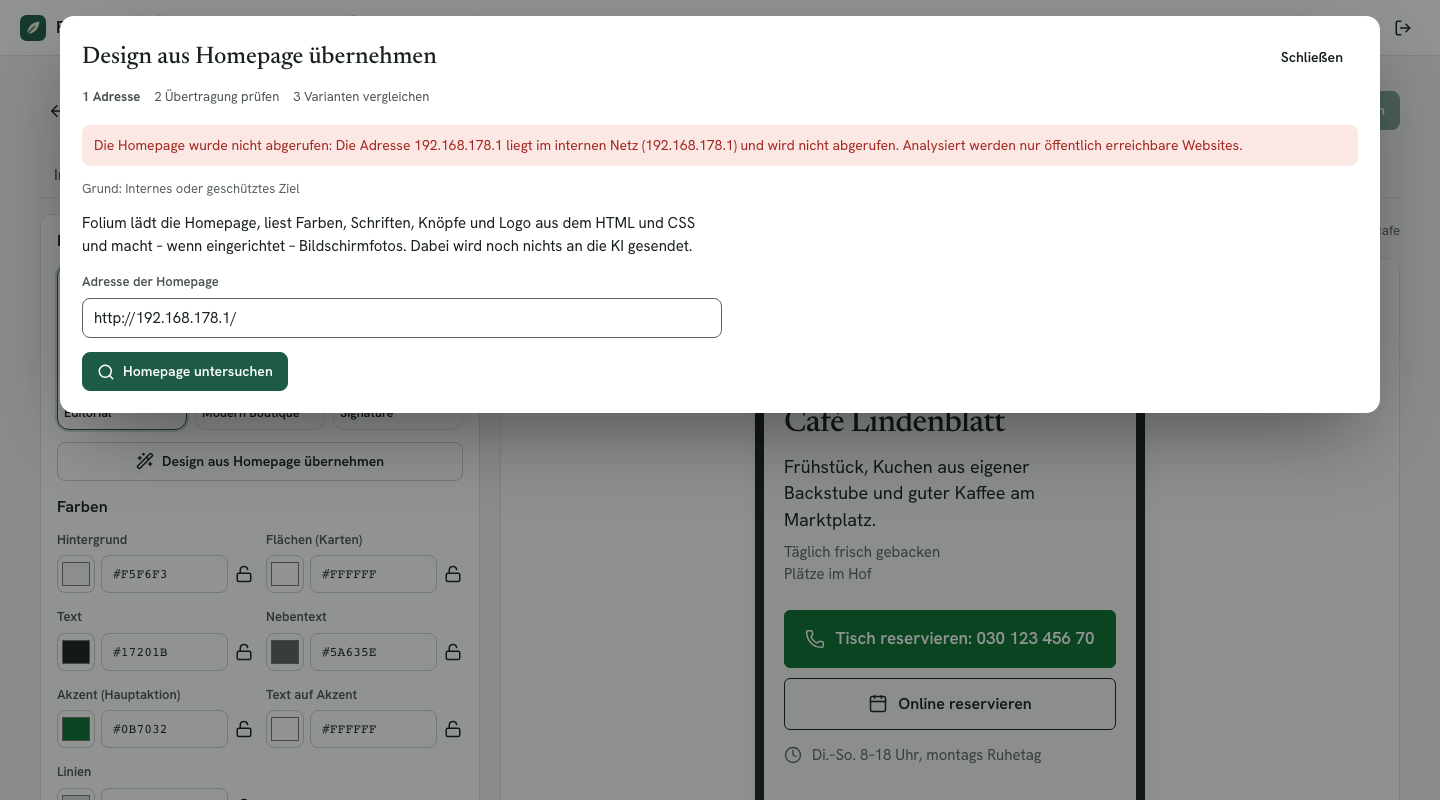 Design aus Homepage übernehmen
Schließen
1 Adresse 2 Übertragung prüfen 3 Varianten vergleichen
Die Homepage wurde nicht abgerufen: Die Adresse 192.168.178.1 liegt im internen Netz (192.168.178.1) und wird nicht abgerufen. Analysiert werden nur öffentlich erreichbare Websites.
Grund: Internes oder geschütztes Ziel
Folium lädt die Homepage, liest Farben, Schriften, Knöpfe und Logo aus dem HTML und CSS
und macht – wenn eingerichtet – Bildschirmfotos. Dabei wird noch nichts an die KI gesendet.
Adresse der Homepage
http://192.168.178.1/
Homepage untersuchen
Editorial
Modern Boutique
Signature
Design aus Homepage übernehmen
Farben
Hintergrund
Flächen (Karten)
#F5F6F3
#FFFFFF
Text
Nebentext
#17201B
#5A635E
Akzent (Hauptaktion)
Text auf Akzent
#0B7032
#FFFFFF
Linien
cafe
Café Lindenblatt
Frühstück, Kuchen aus eigener
Backstube und guter Kaffee am
Marktplatz.
Täglich frisch gebacken
Plätze im Hof
Tisch reservieren: 030 123 456 70
Online reservieren
Di.–So. 8–18 Uhr, montags Ruhetag